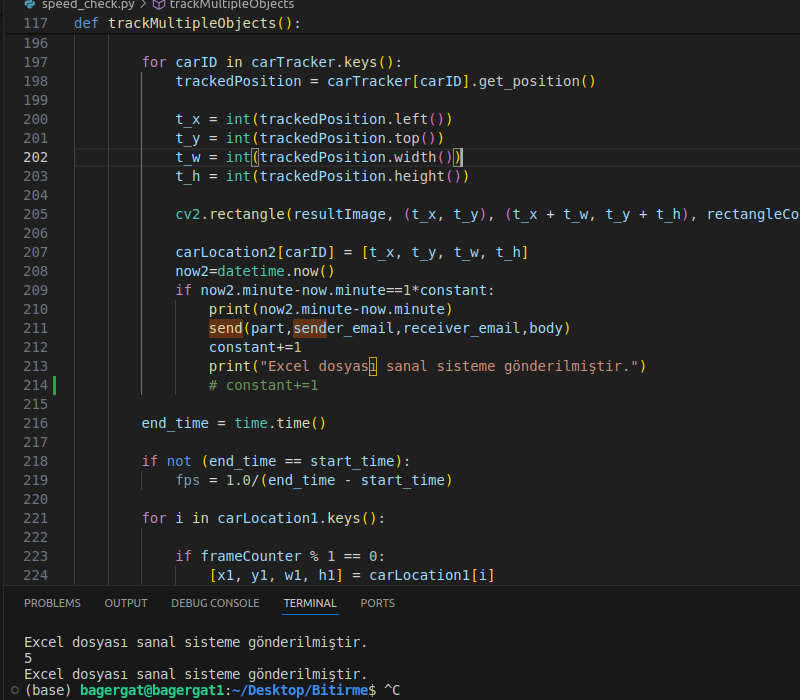 speed_check.py > trackMultipleObjects
117 def trackMultipleObjects():
196
197 for carID in carTracker.keys():
198 trackedPosition = carTracker[carID].get_position()
199
200 t_x = int(trackedPosition.left())
201 t_y = int(trackedPosition.top())
202 t_w = int(trackedPosition.width())
203 t_h = int(trackedPosition.height())
204
205 cv2.rectangle(resultImage, (t_x, t_y), (t_x + t_w, t_y + t_h), rectangleCo
206
207 carLocation2[carID] = [t_x, t_y, t_w, t_h]
208 now2=datetime.now()
209 if now2.minute-now.minute==1*constant:
210 print(now2.minute-now.minute)
211 send(part,sender_email,receiver_email,body)
212 constant+=1
213 print("Excel dosyası sanal sisteme gönderilmiştir.")
214 # constant+=1
215
216 end_time = time.time()
217
218 if not (end_time == start_time):
219 fps = 1.0/(end_time - start_time)
220
221 for i in carLocation1.keys():
222
223 if frameCounter % 1 == 0:
224 [x1, y1, w1, h1] = carLocation1[i]
PROBLEMS OUTPUT DEBUG CONSOLE TERMINAL PORTS
Excel dosyası sanal sisteme gönderilmiştir.
5
Excel dosyası sanal sisteme gönderilmiştir.
(base) bagergat@bagergat1:~/Desktop/Bitirme$ ^C